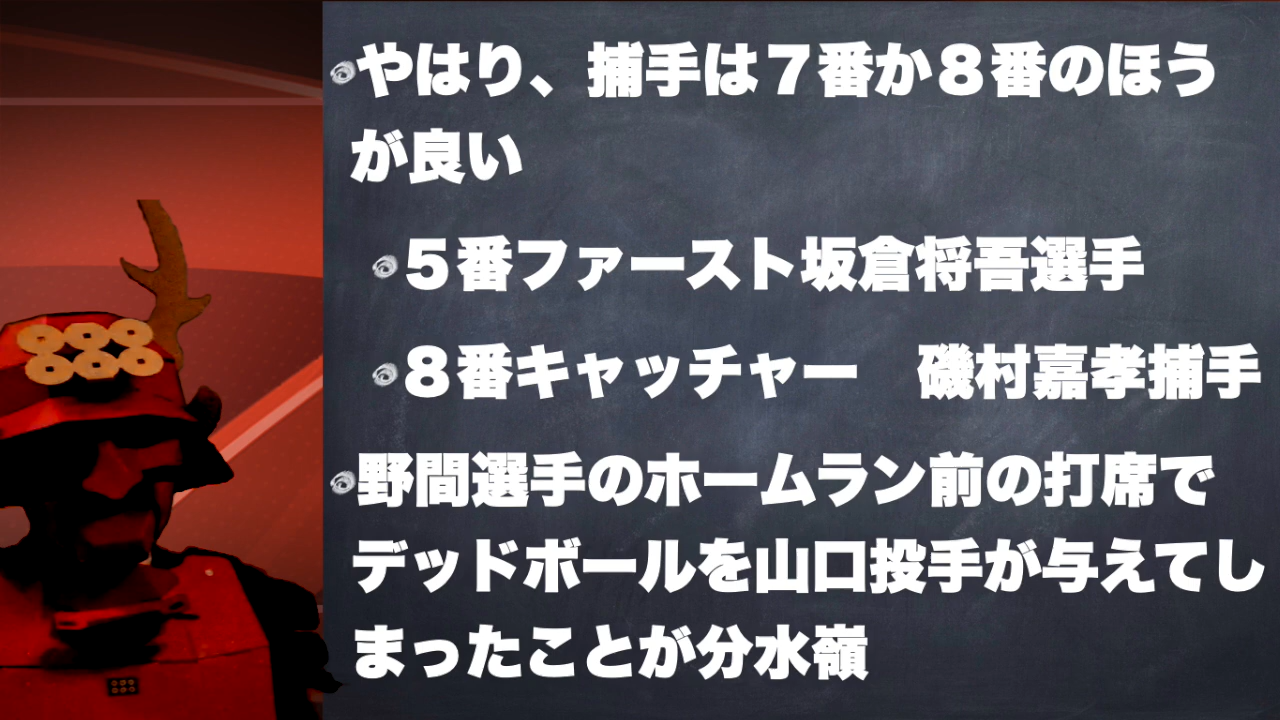 やはり、捕手は７番か８番のほう
が良い
５番ファースト坂倉将吾選手
８番キャッチャー　磯村嘉孝捕手
野間選手のホームラン前の打席で
デッドボールを山口投手が与えてし
まったことが分水嶺